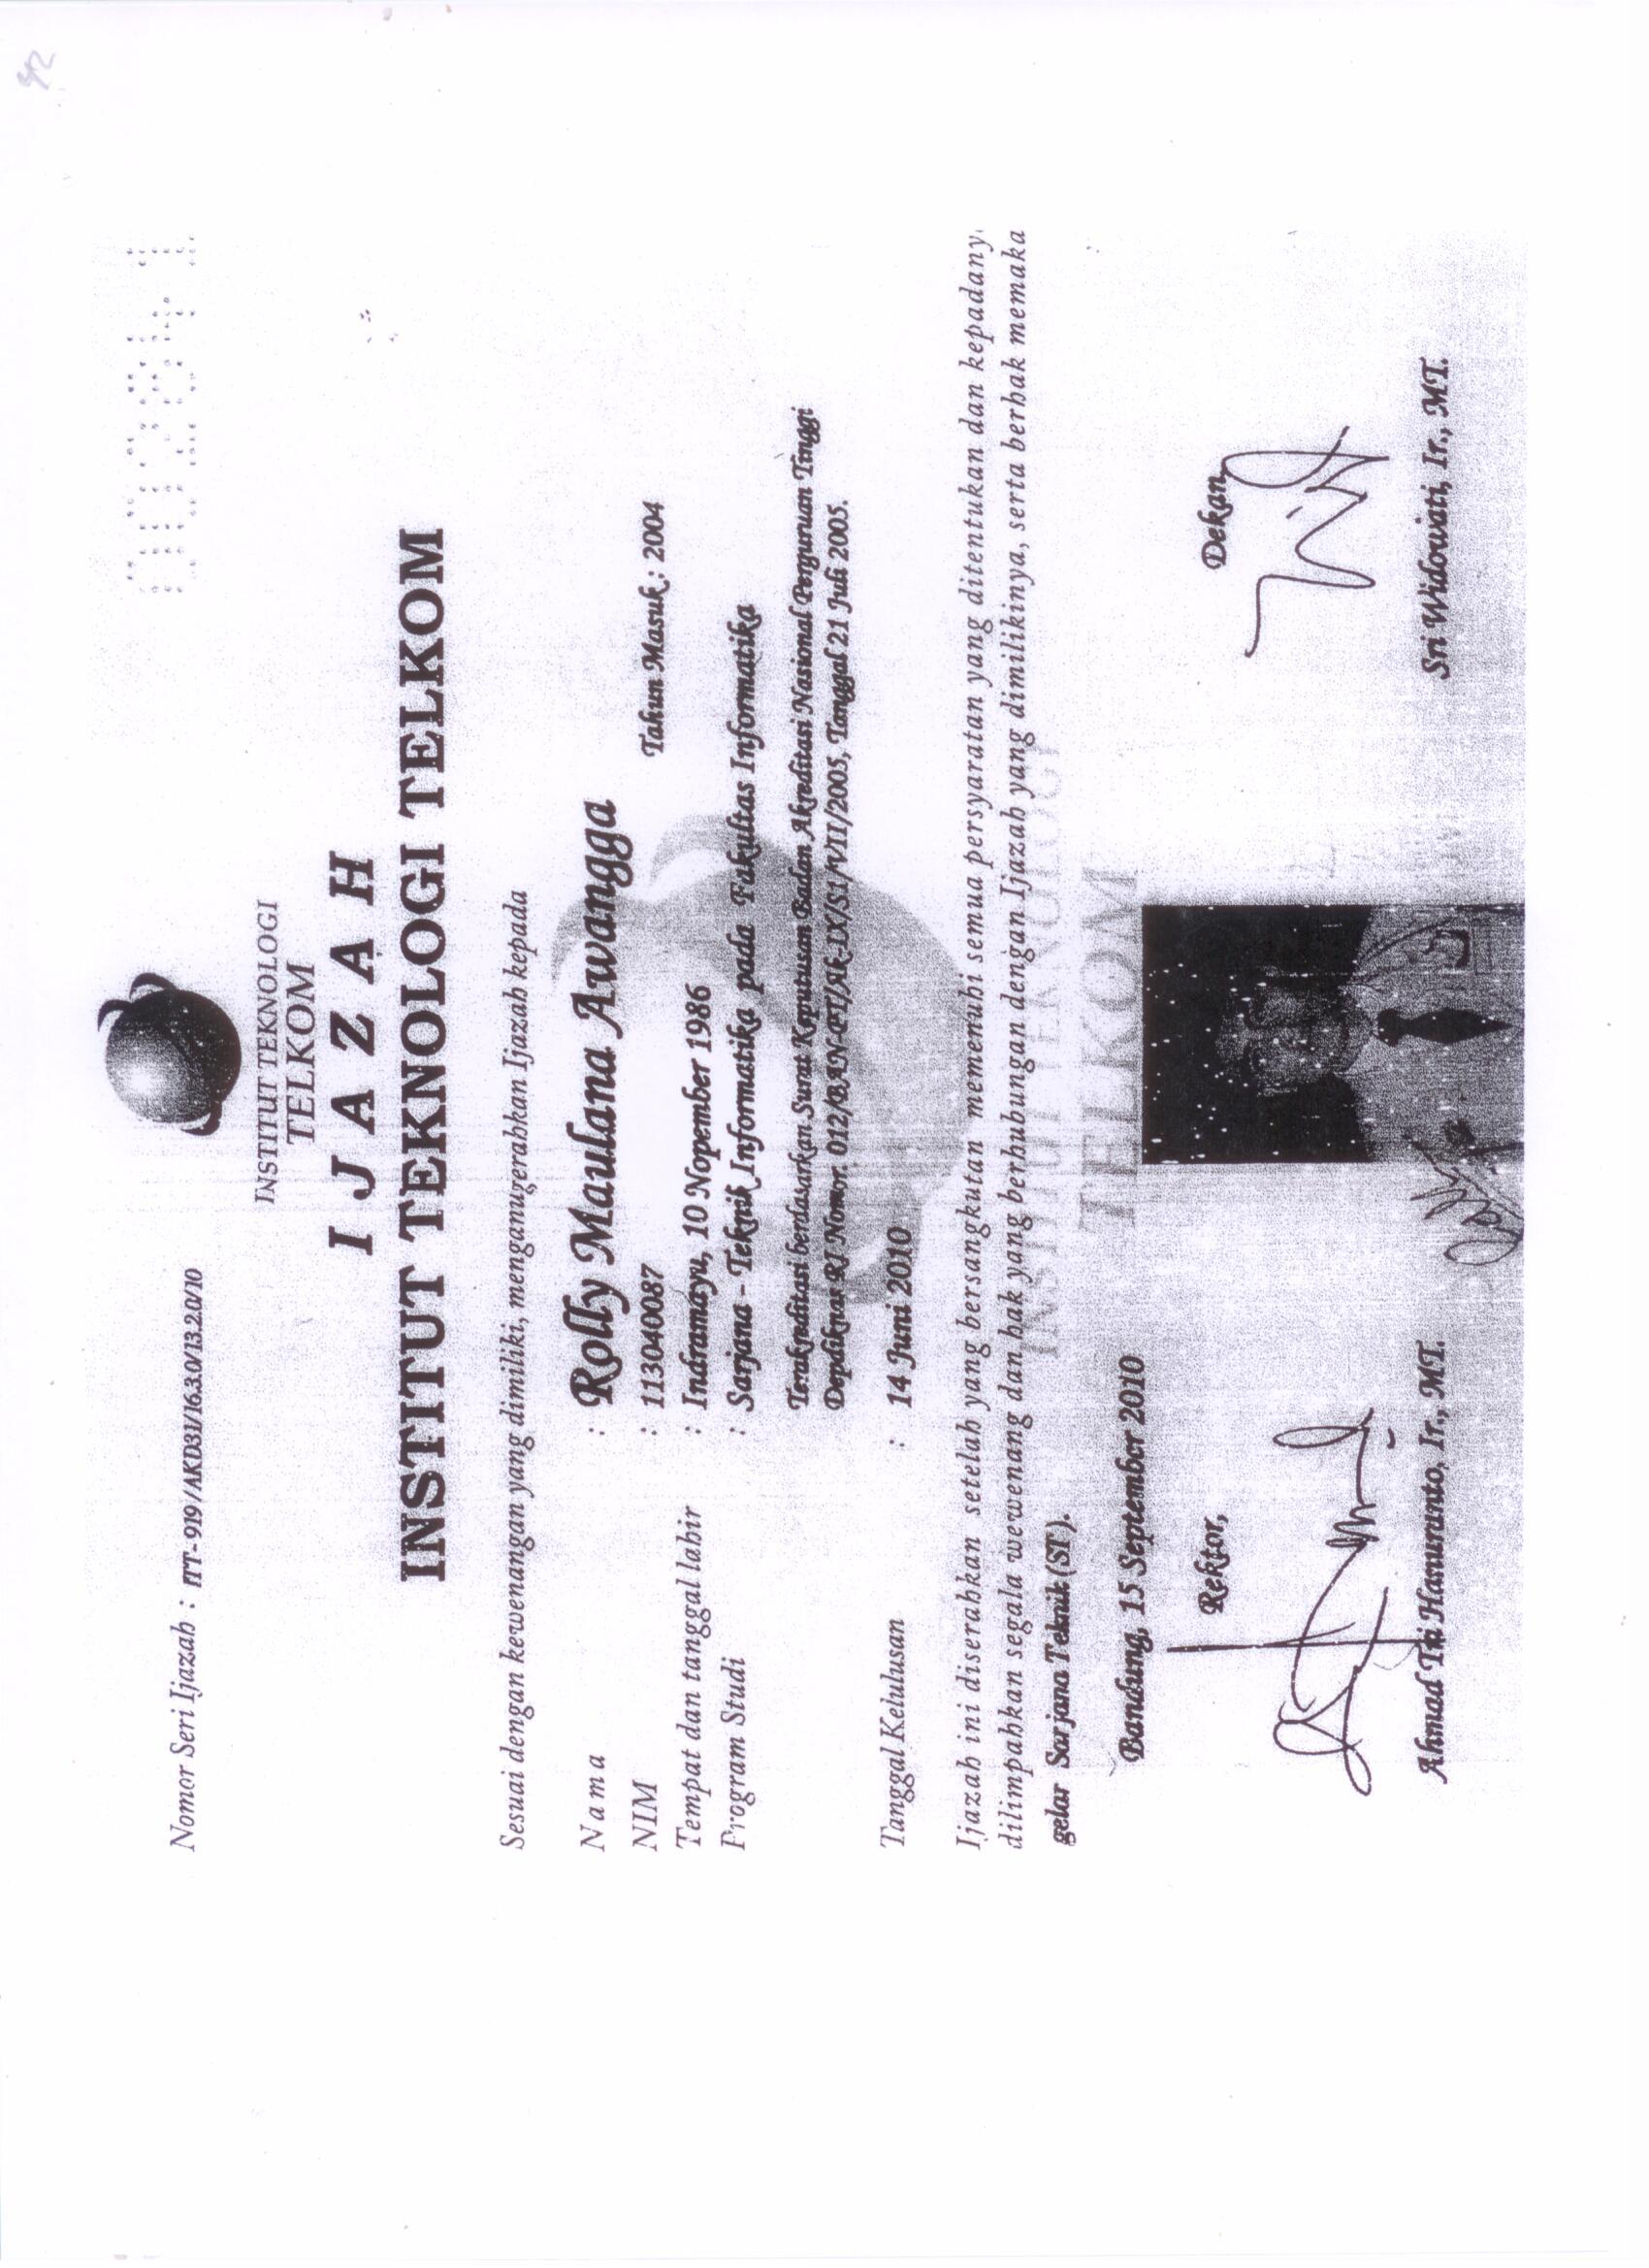 Nomor Seri Ijazah : ITT-919/AKD31/16.3.0/13.2.0/10
INSTITUT TEKNOLOGI
TELKOM
I J A Z A H
INSTITUT TEKNOLOGI TELKOM
Sesuai dengan kewenangan yang dimiliki, menganugerahkan Ijazah kepada
Nama : Rolly Maulana Awangga
NIM : 113040087 Tahun Masuk : 2004
Tempat dan tanggal lahir : Indramayu, 10 Nopember 1986
Program Studi : Sarjana - Teknik Informatika pada Fakultas Informatika
Terakreditasi berdasarkan Surat Keputusan Badan Akreditasi Nasional Perguruan Tinggi
Depdiknas RI Nomor. 012/BAN-PT/Ak-IX/S1/VII/2005, Tanggal 21 Juli 2005.
Tanggal Kelulusan : 14 Juni 2010
Ijazah ini diserahkan setelah yang bersangkutan memenuhi semua persyaratan yang ditentukan dan kepadany
dilimpahkan segala wewenang dan hak yang berhubungan dengan Ijazah yang dimilikinya, serta berhak memaka
gelar Sarjana Teknik (ST).
INSTITUT TEKNOLOGI
TELKOM
Bandung, 15 September 2010
Rektor, Dekan,
Ahmad Tri Hanuranto, Ir., MT. Sri Widowati, Ir., MT.